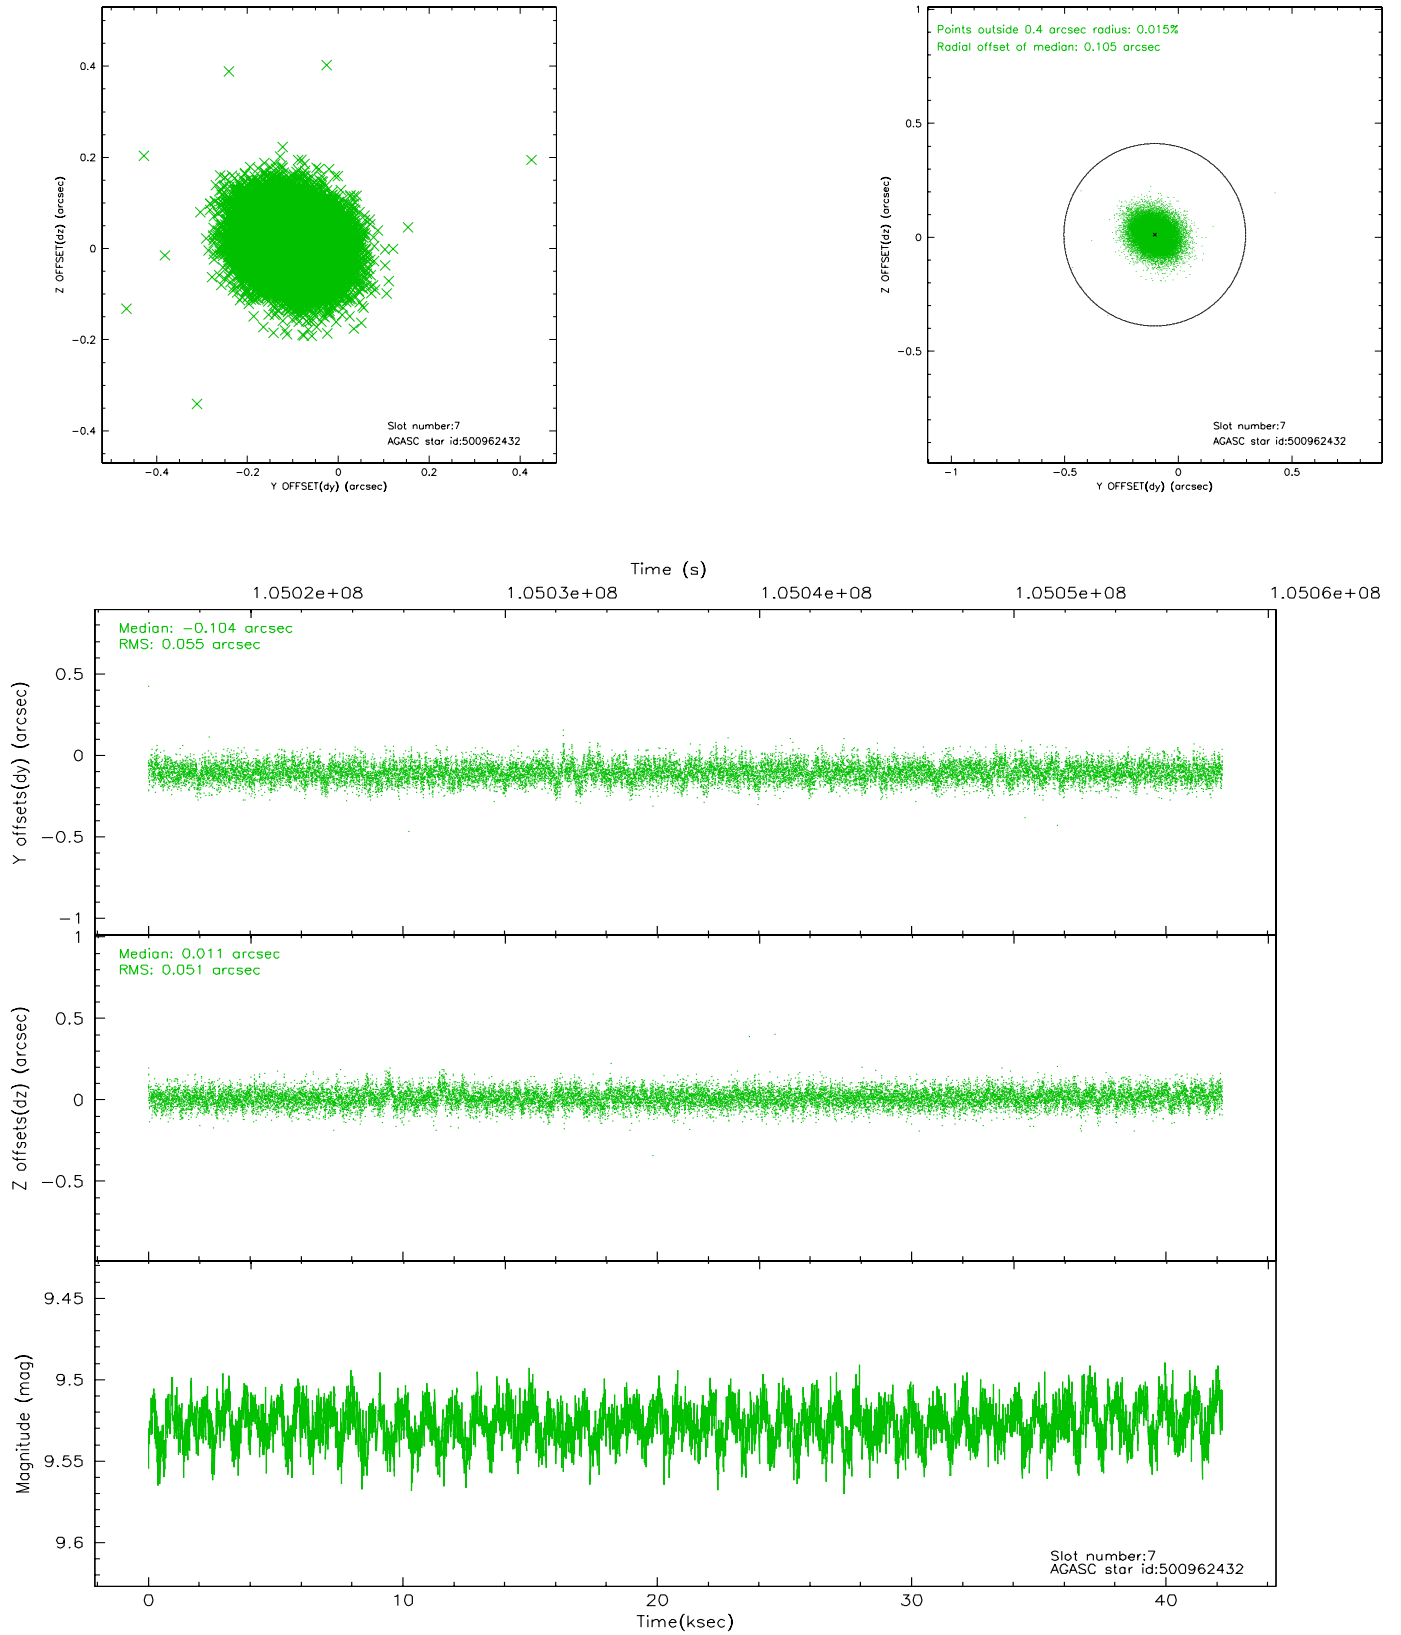 0.4
0.2
0
−0.2
−0.4
Z OFFSET(dz) (arcsec)
Slot number:7
AGASC star id:500962432
−0.4 −0.2 0 0.2 0.4
Y OFFSET(dy) (arcsec)
Points outside 0.4 arcsec radius: 0.015%
Radial offset of median: 0.105 arcsec
1
0.5
0
−0.5
Z OFFSET(dz) (arcsec)
Slot number:7
AGASC star id:500962432
−1 −0.5 0 0.5
Y OFFSET(dy) (arcsec)
Time (s)
1.0502e+08 1.0503e+08 1.0504e+08 1.0505e+08 1.0506e+08
Median: −0.104 arcsec
RMS: 0.055 arcsec
0.5
0
−0.5
−1
Y offsets(dy) (arcsec)
Median: 0.011 arcsec
RMS: 0.051 arcsec
1
0.5
0
−0.5
Z offsets(dz) (arcsec)
9.45
9.5
9.55
9.6
Magnitude (mag)
Slot number:7
AGASC star id:500962432
0 10 20 30 40
Time(ksec)